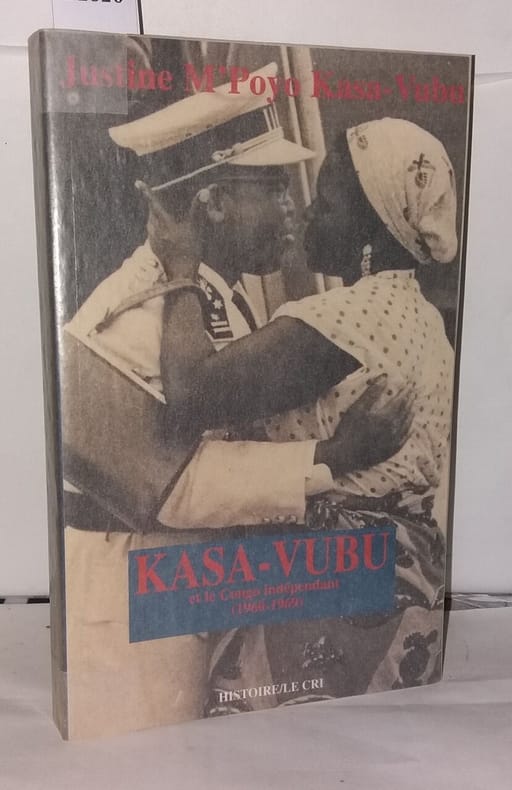 Justine M'Poyo Kasa-Vubu
KASA-VUBU
et le Congo indépendant
(1960-1969)
HISTOIRE/LE CRI